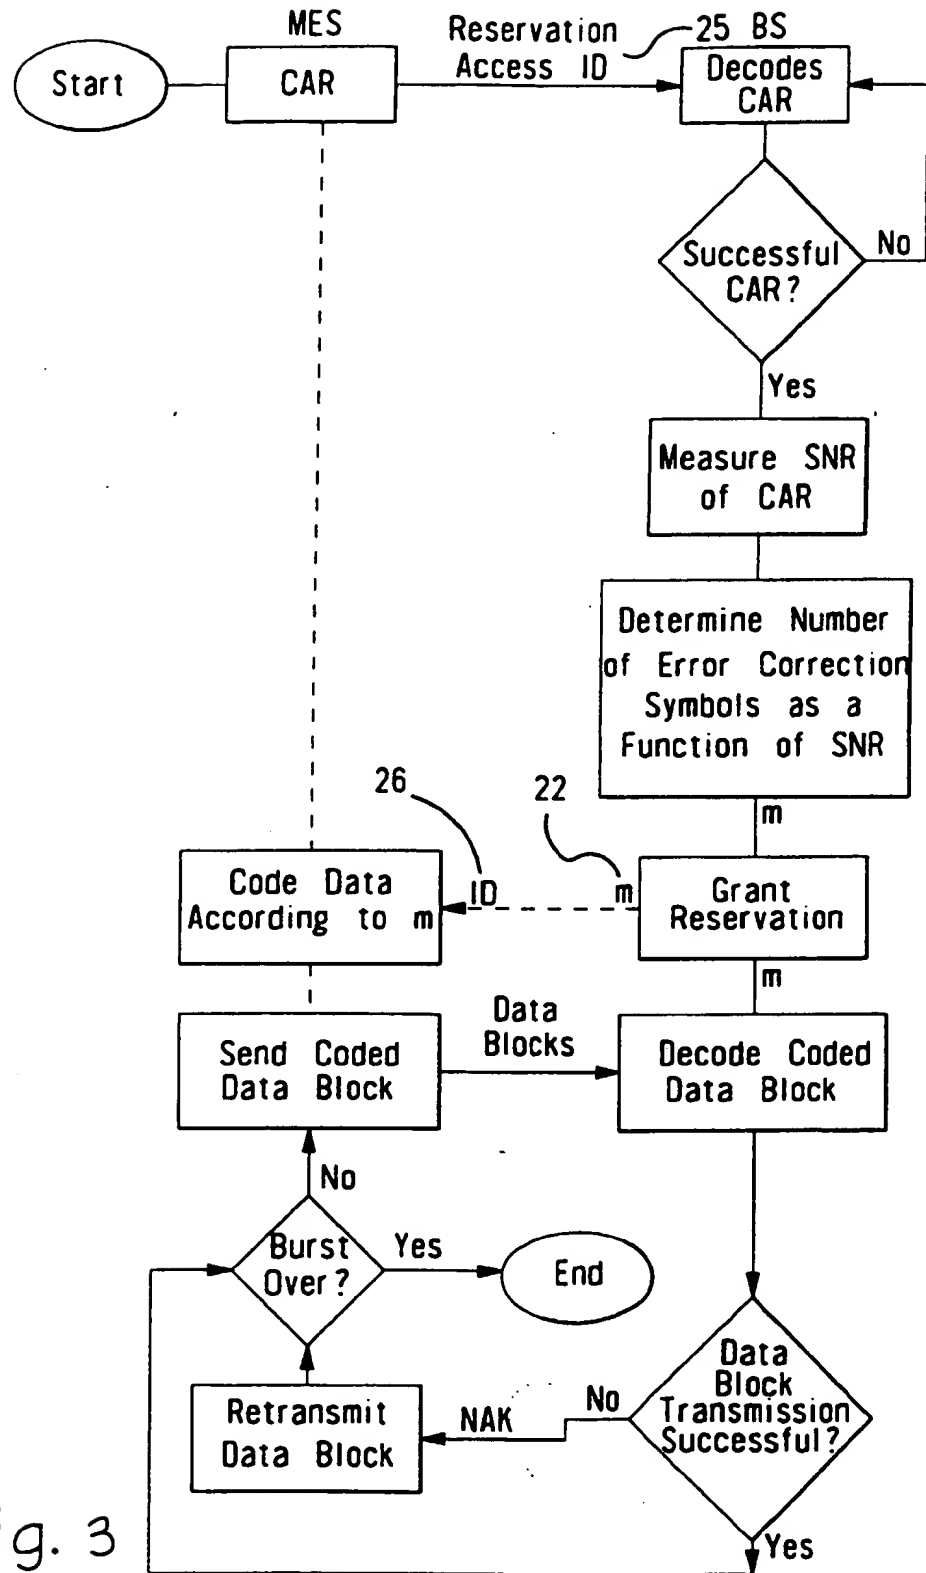 MES
Reservation
Access ID
25 BS
Start
CAR
Decodes
CAR
Successful
CAR?
No
Yes
Measure SNR
of CAR
Determine Number
of Error Correction
Symbols as a
Function of SNR
m
26
22
Code Data
According to m
ID
m
Grant
Reservation
m
Data
Blocks
Send Coded
Data Block
Decode Coded
Data Block
No
Burst
Over?
Yes
End
Data
Block
Transmission
Successful?
No
NAK
Retransmit
Data Block
Yes
g. 3